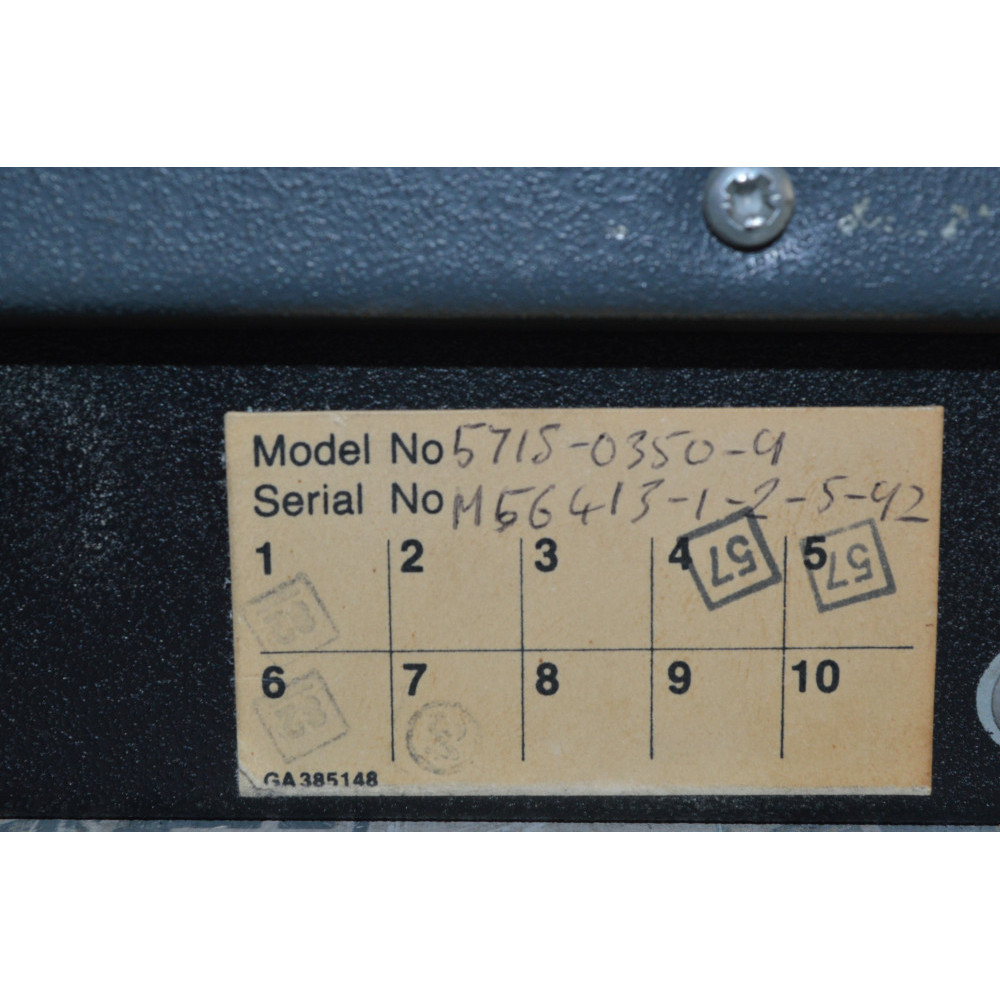 Model No 5715-0350-9
Serial No M56413-1-2-5-92
1 2 3 4 5
57 57
6 7 8 9 10
GA385148